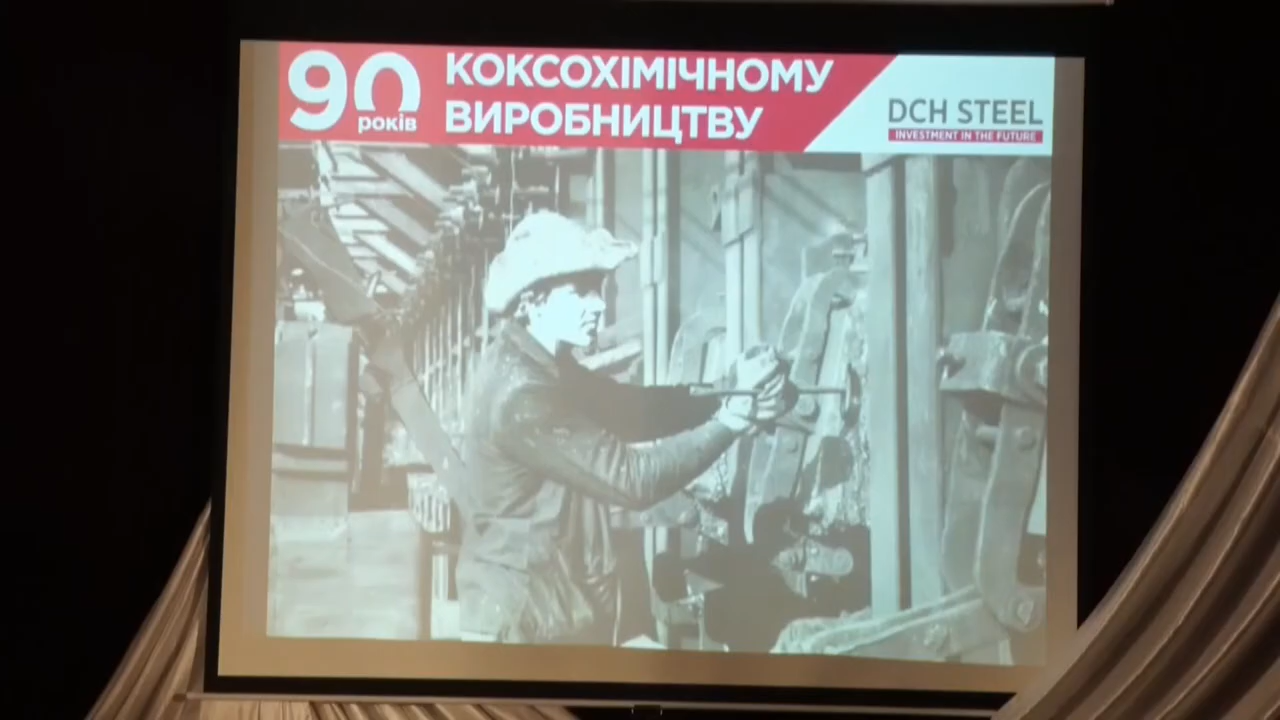 90 років
КОКСОХІМІЧНОМУ
ВИРОБНИЦТВУ
DCH STEEL
INVESTMENT IN THE FUTURE